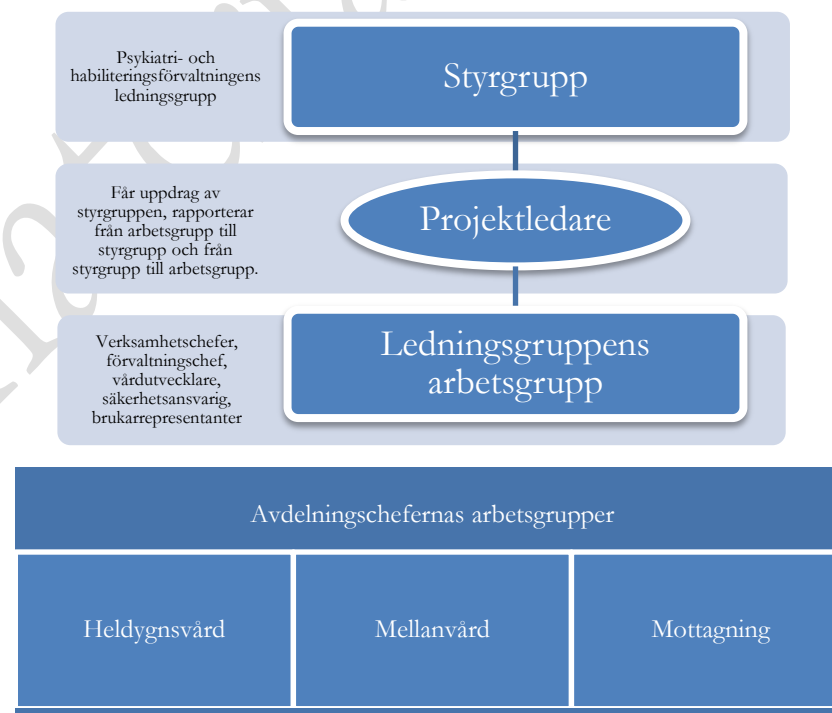 Psykiatri- och
habiliteringsförvaltningens
ledningsgrupp
Styrgrupp
Får uppdrag av
styrgruppen, rapporterar
från arbetsgrupp till
styrgrupp och från
styrgrupp till arbetsgrupp.
Projektledare
Verksamhetschefer,
förvaltningschef,
vårdutvecklare,
säkerhetsansvarig,
brukarrepresentanter
Ledningsgruppens
arbetsgrupp
Avdelningschefernas arbetsgrupper
Heldygnsvård
Mellanvård
Mottagning